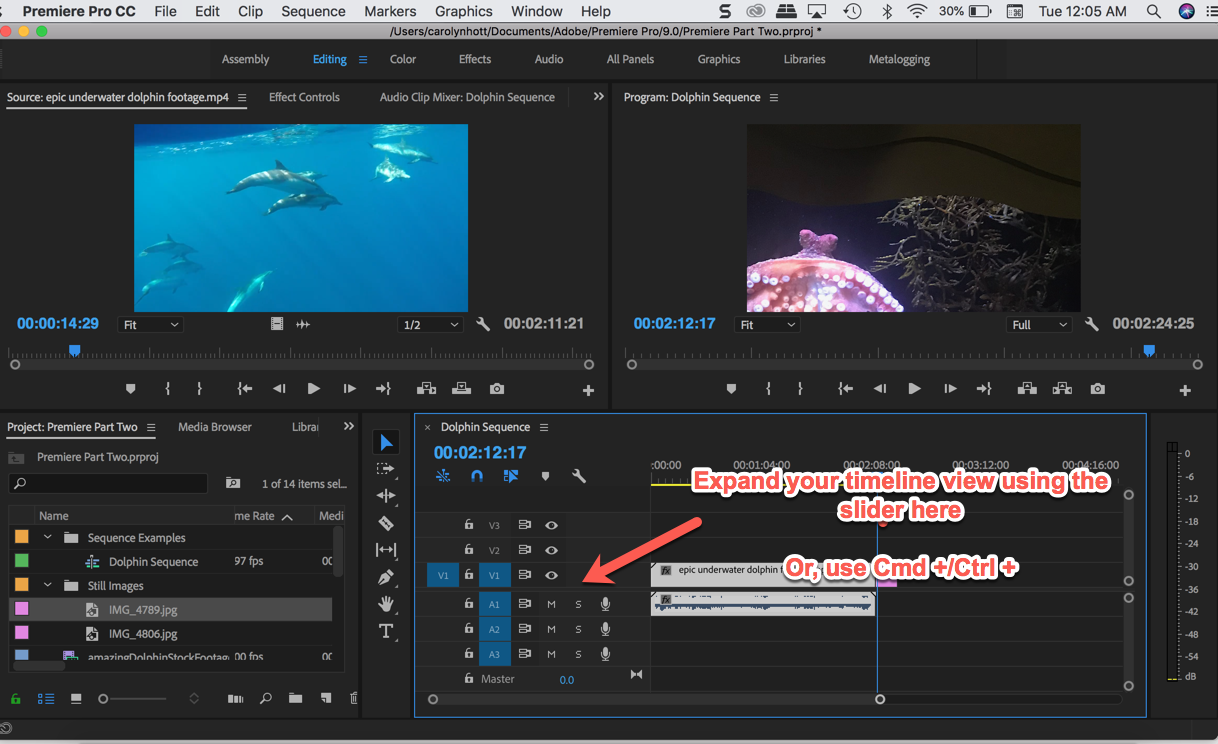 Premiere Pro CC File Edit Clip Sequence Markers Graphics Window Help 30% Tue 12:05 AM
/Users/carolynhott/Documents/Adobe/Premiere Pro/9.0/Premiere Part Two.prproj *
Assembly Editing Color Effects Audio All Panels Graphics Libraries Metalogging
Source: epic underwater dolphin footage.mp4 Effect Controls Audio Clip Mixer: Dolphin Sequence Program: Dolphin Sequence
00:00:14:29 Fit 1/2 00:02:11:21 00:02:12:17 Fit Full 00:02:24:25
Project: Premiere Part Two Media Browser Librar
Dolphin Sequence
Premiere Part Two.prproj
00:02:12:17
1 of 14 items sel...
:00:00 00:01:04:00 00:02:08:00 00:03:12:00 00:04:16:00
Expand your timeline view using the
slider here
Name me Rate Medi
Sequence Examples
V3
Dolphin Sequence 97 fps 00
V2
Still Images
V1 V1 fx epic underwater dolphin f
Or, use Cmd +/Ctrl +
IMG_4789.jpg
A1 M S fx
IMG_4806.jpg
A2 M S
amazingDolphinStockFootag 00 fps 00
A3 M S
Master 0.0
0
-6
-12
-18
-24
-30
-36
-42
-48
-54
dB